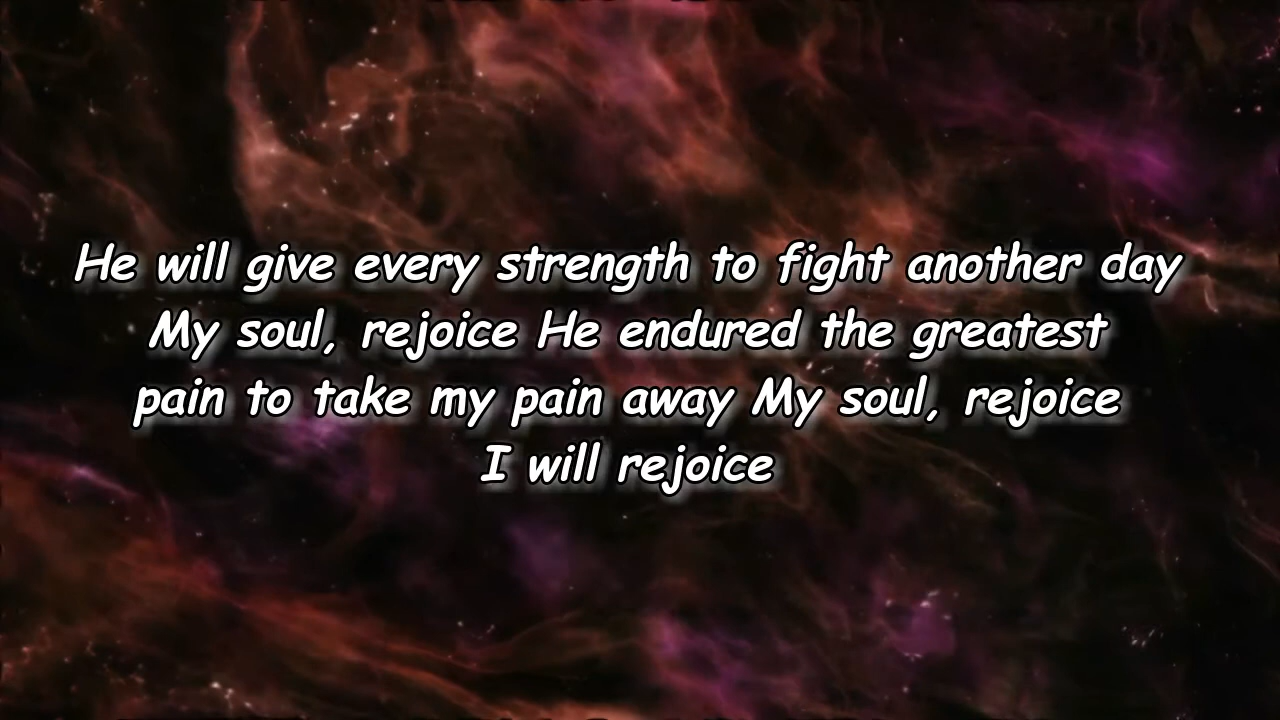 He will give every strength to fight another day
My soul, rejoice He endured the greatest
pain to take my pain away My soul, rejoice
I will rejoice